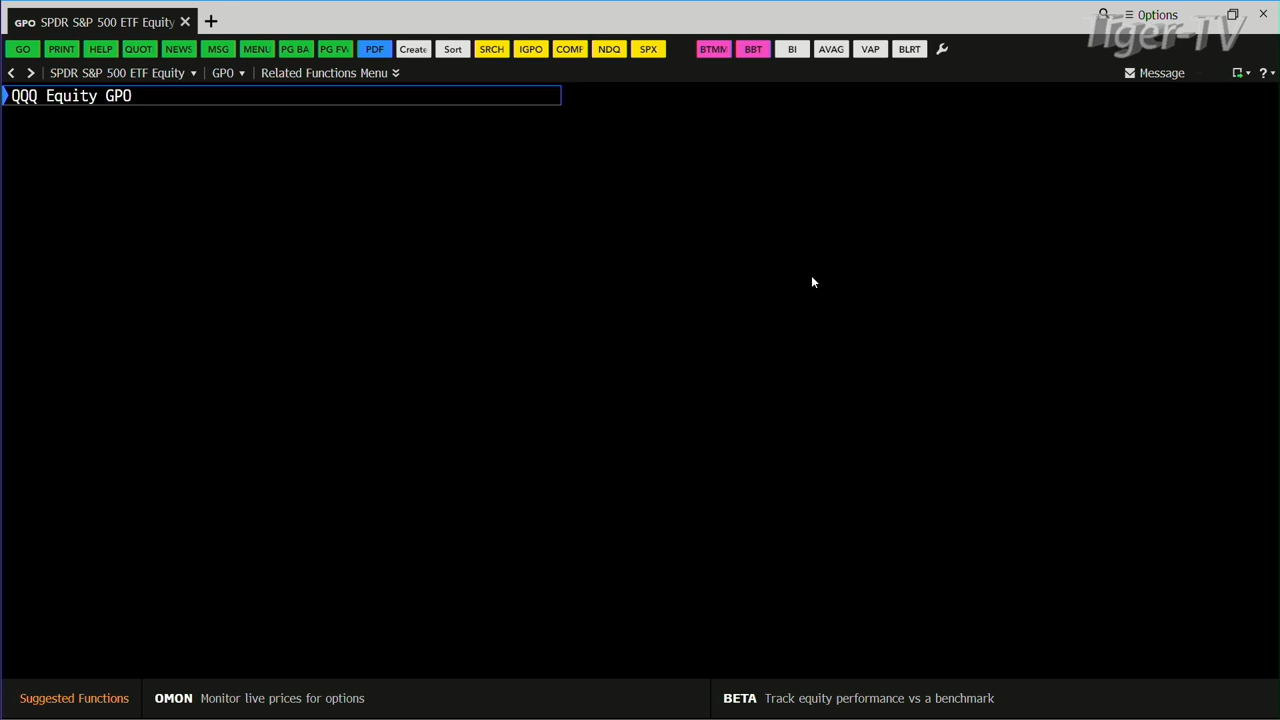 GPO SPDR S&P 500 ETF Equity
Options
Tiger-TV
GO PRINT HELP QUOT NEWS MSG MENU PG BA PG FW PDF Create Sort SRCH IGPO COMF NDQ SPX BTMM BBT BI AVAG VAP BLRT
SPDR S&P 500 ETF Equity GPO Related Functions Menu Message ?
QQQ Equity GPO
Suggested Functions OMON Monitor live prices for options BETA Track equity performance vs a benchmark